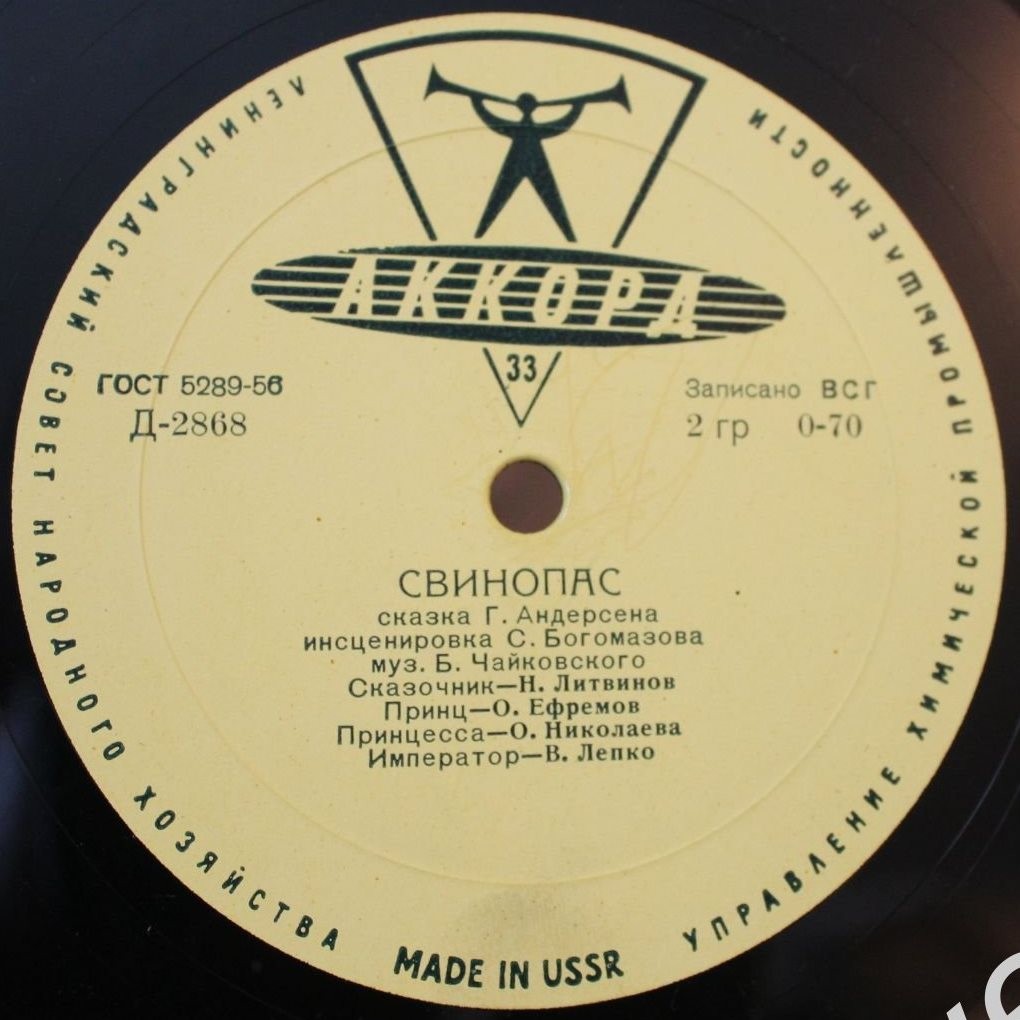 ЛЕНИНГРАДСКИЙ СОВЕТ НАРОДНОГО ХОЗЯЙСТВА
УПРАВЛЕНИЕ ХИМИЧЕСКОЙ ПРОМЫШЛЕННОСТИ
АККОРД
33
ГОСТ 5289-56
Д-2868
Записано ВСГ
2 гр 0-70
СВИНОПАС
сказка Г. Андерсена
инсценировка С. Богомазова
муз. Б. Чайковского
Сказочник—Н. Литвинов
Принц—О. Ефремов
Принцесса—О. Николаева
Император—В. Лепко
MADE IN USSR